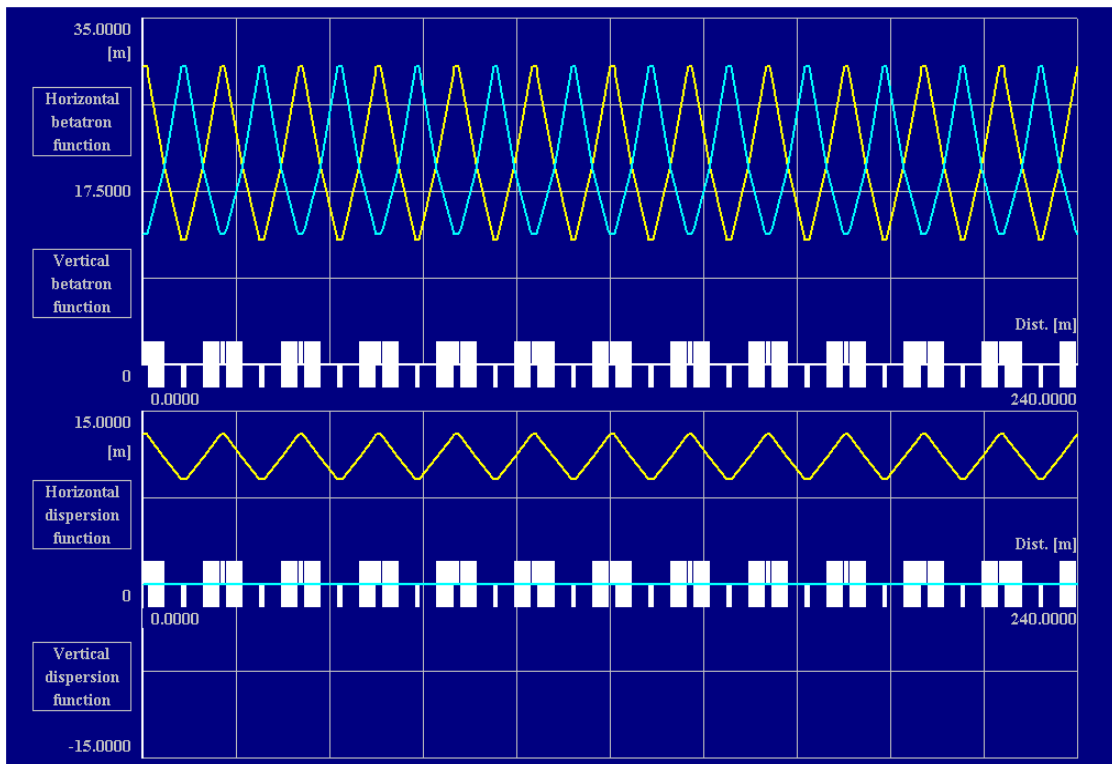 35.0000
[m]
Horizontal
betatron
function
17.5000
Vertical
betatron
function
Dist. [m]
0
0.0000
240.0000
15.0000
[m]
Horizontal
dispersion
function
Dist. [m]
0
0.0000
240.0000
Vertical
dispersion
function
-15.0000